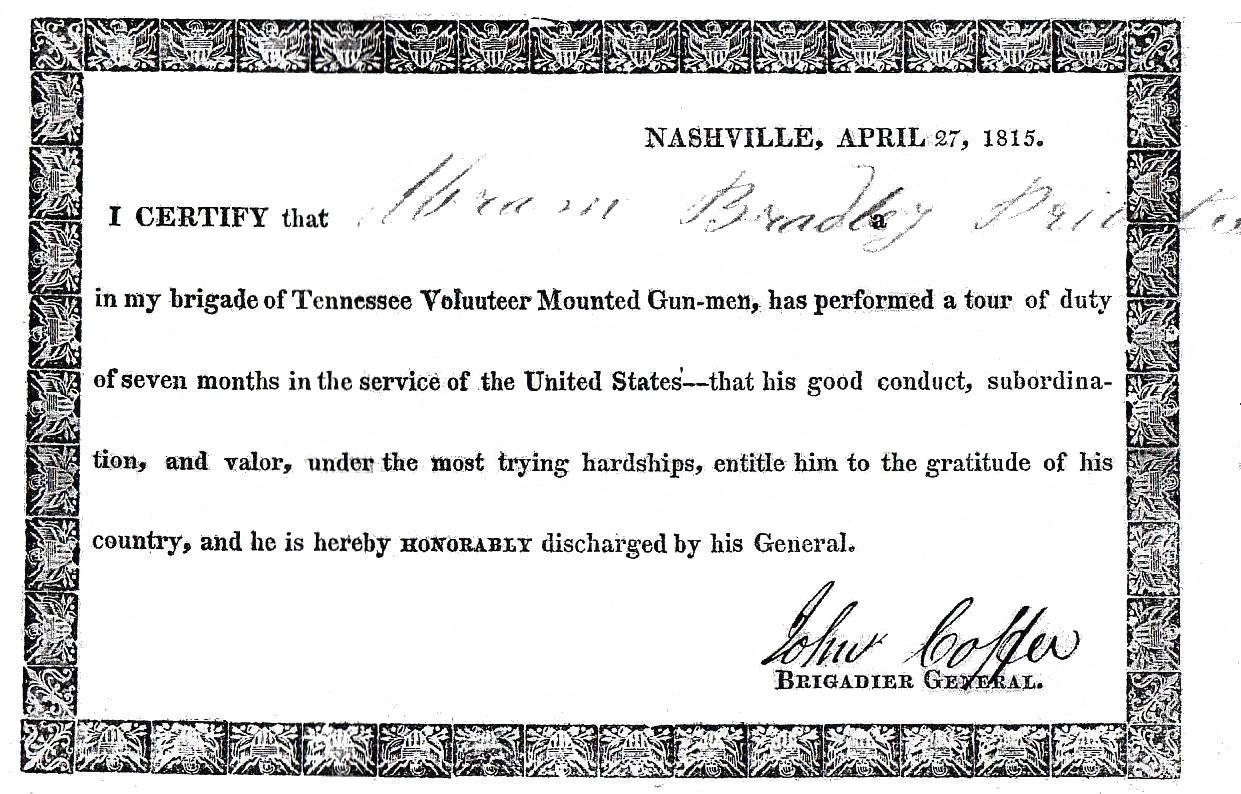 NASHVILLE, APRIL 27, 1815.
I CERTIFY that Abram Bradley a Private
in my brigade of Tennessee Voluuteer Mounted Gun-men, has performed a tour of duty
of seven months in the service of the United States—that his good conduct, subordina-
tion, and valor, under the most trying hardships, entitle him to the gratitude of his
country, and he is hereby HONORABLY discharged by his General.
John Coffee
BRIGADIER GENERAL.